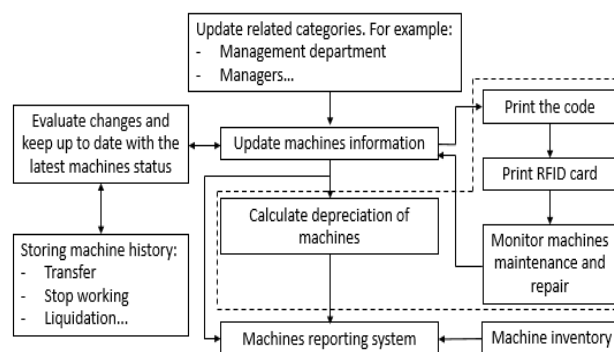 Update related categories. For example:
- Management department
- Managers...
Evaluate changes and
keep up to date with the
latest machines status
Update machines information
Print the code
Print RFID card
Calculate depreciation of
machines
Monitor machines
maintenance and
repair
Storing machine history:
- Transfer
- Stop working
- Liquidation...
Machines reporting system
Machine inventory